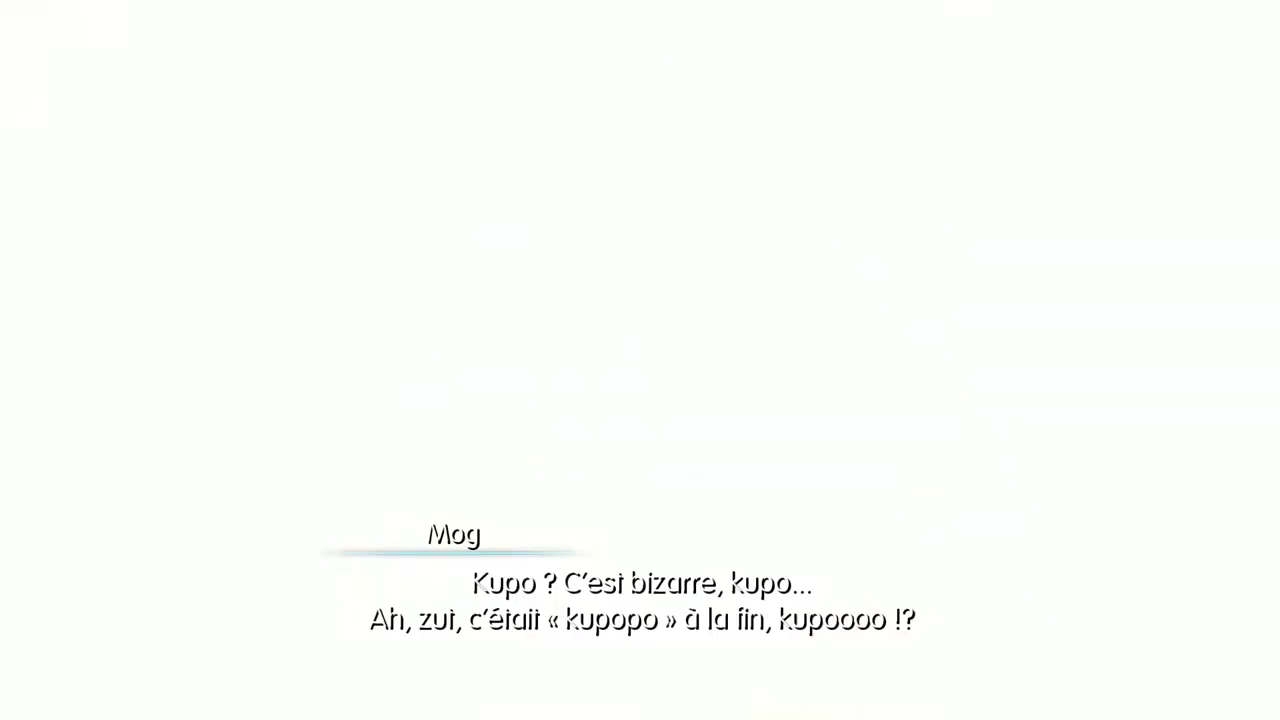 Mog
Kupo ? C'est bizarre, kupo...
Ah, zut, c'était « kupopo » à la fin, kupoooo !?